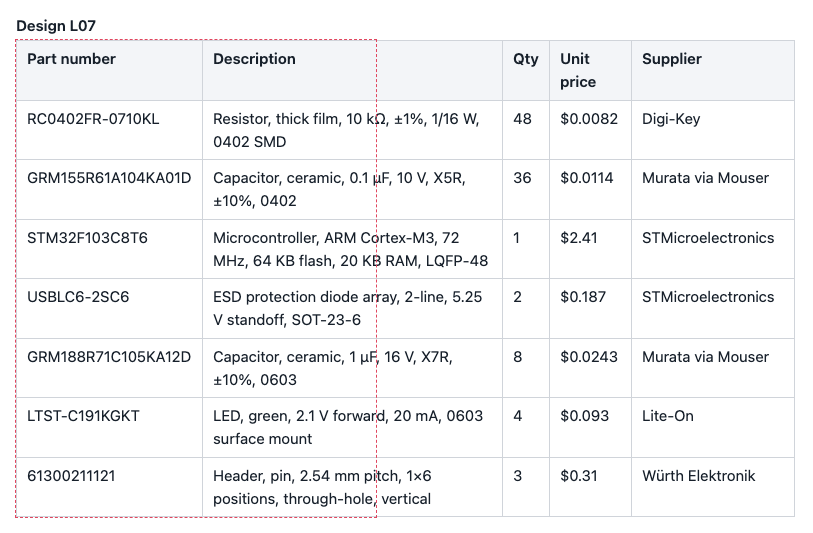 Design L07
Part number Description Qty Unit price Supplier
RC0402FR-0710KL Resistor, thick film, 10 kΩ, ±1%, 1/16 W, 48 $0.0082 Digi-Key
0402 SMD
GRM155R61A104KA01D Capacitor, ceramic, 0.1 µF, 10 V, X5R, 36 $0.0114 Murata via Mouser
±10%, 0402
STM32F103C8T6 Microcontroller, ARM Cortex-M3, 72 1 $2.41 STMicroelectronics
MHz, 64 KB flash, 20 KB RAM, LQFP-48
USBLC6-2SC6 ESD protection diode array, 2-line, 5.25 2 $0.187 STMicroelectronics
V standoff, SOT-23-6
GRM188R71C105KA12D Capacitor, ceramic, 1 µF, 16 V, X7R, 8 $0.0243 Murata via Mouser
±10%, 0603
LTST-C191KGKT LED, green, 2.1 V forward, 20 mA, 0603 4 $0.093 Lite-On
surface mount
61300211121 Header, pin, 2.54 mm pitch, 1×6 3 $0.31 Würth Elektronik
positions, through-hole, vertical